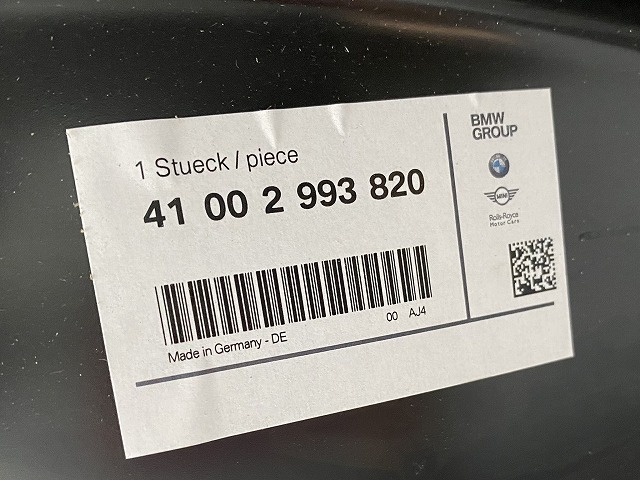 1 Stueck / piece
41 00 2 993 820
00 AJ4
Made in Germany - DE
BMW
GROUP
MINI
Rolls-Royce
Motor Cars